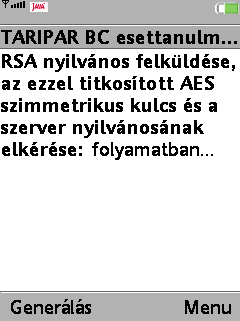 JAVA
TARIPAR BC esettanulm...
RSA nyilvános felküldése,
az ezzel titkosított AES
szimmetrikus kulcs és a
szerver nyilvánosának
elkérése: folyamatban...
Generálás Menu